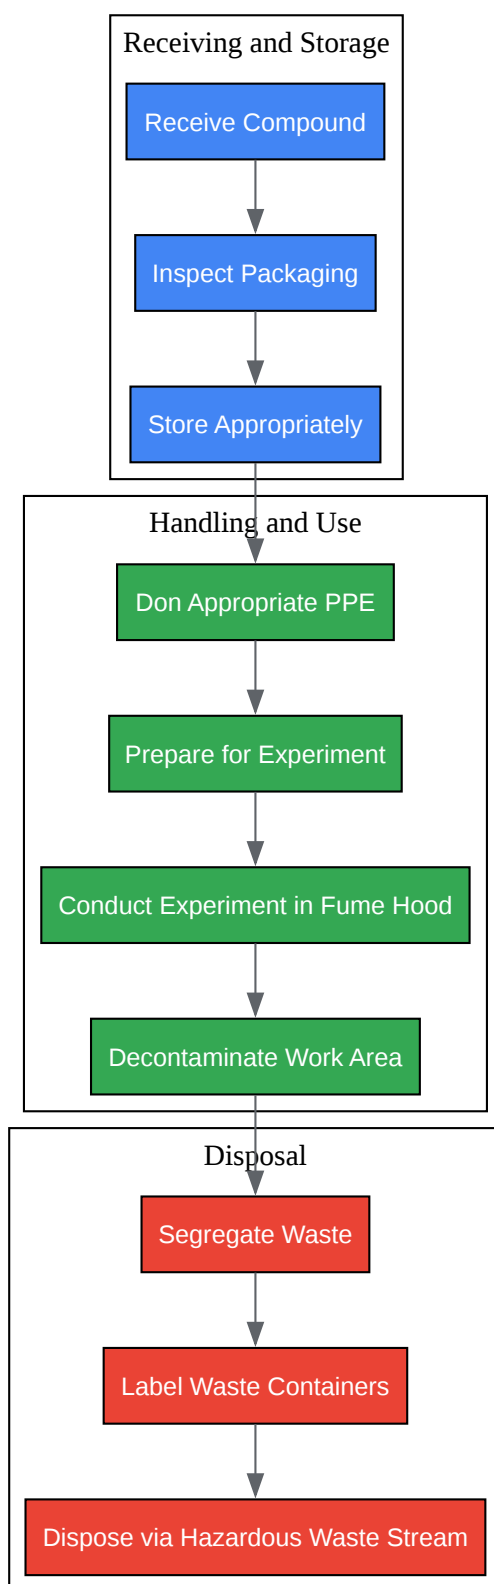 Receiving and Storage
Receive Compound
Inspect Packaging
Store Appropriately
Handling and Use
Don Appropriate PPE
Prepare for Experiment
Conduct Experiment in Fume Hood
Decontaminate Work Area
Disposal
Segregate Waste
Label Waste Containers
Dispose via Hazardous Waste Stream